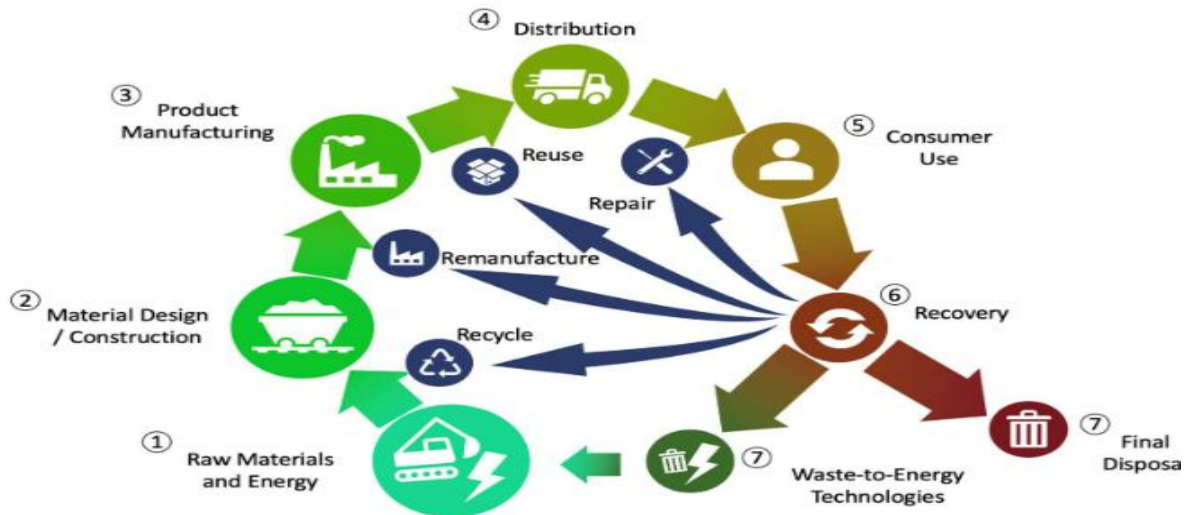 ④
Distribution
③
Product
Manufacturing
⑤
Consumer
Use
Reuse
Repair
Remanufacture
②
Material Design
/ Construction
⑥
Recovery
Recycle
①
Raw Materials
and Energy
⑦
Waste-to-Energy
Technologies
⑦
Final
Disposa